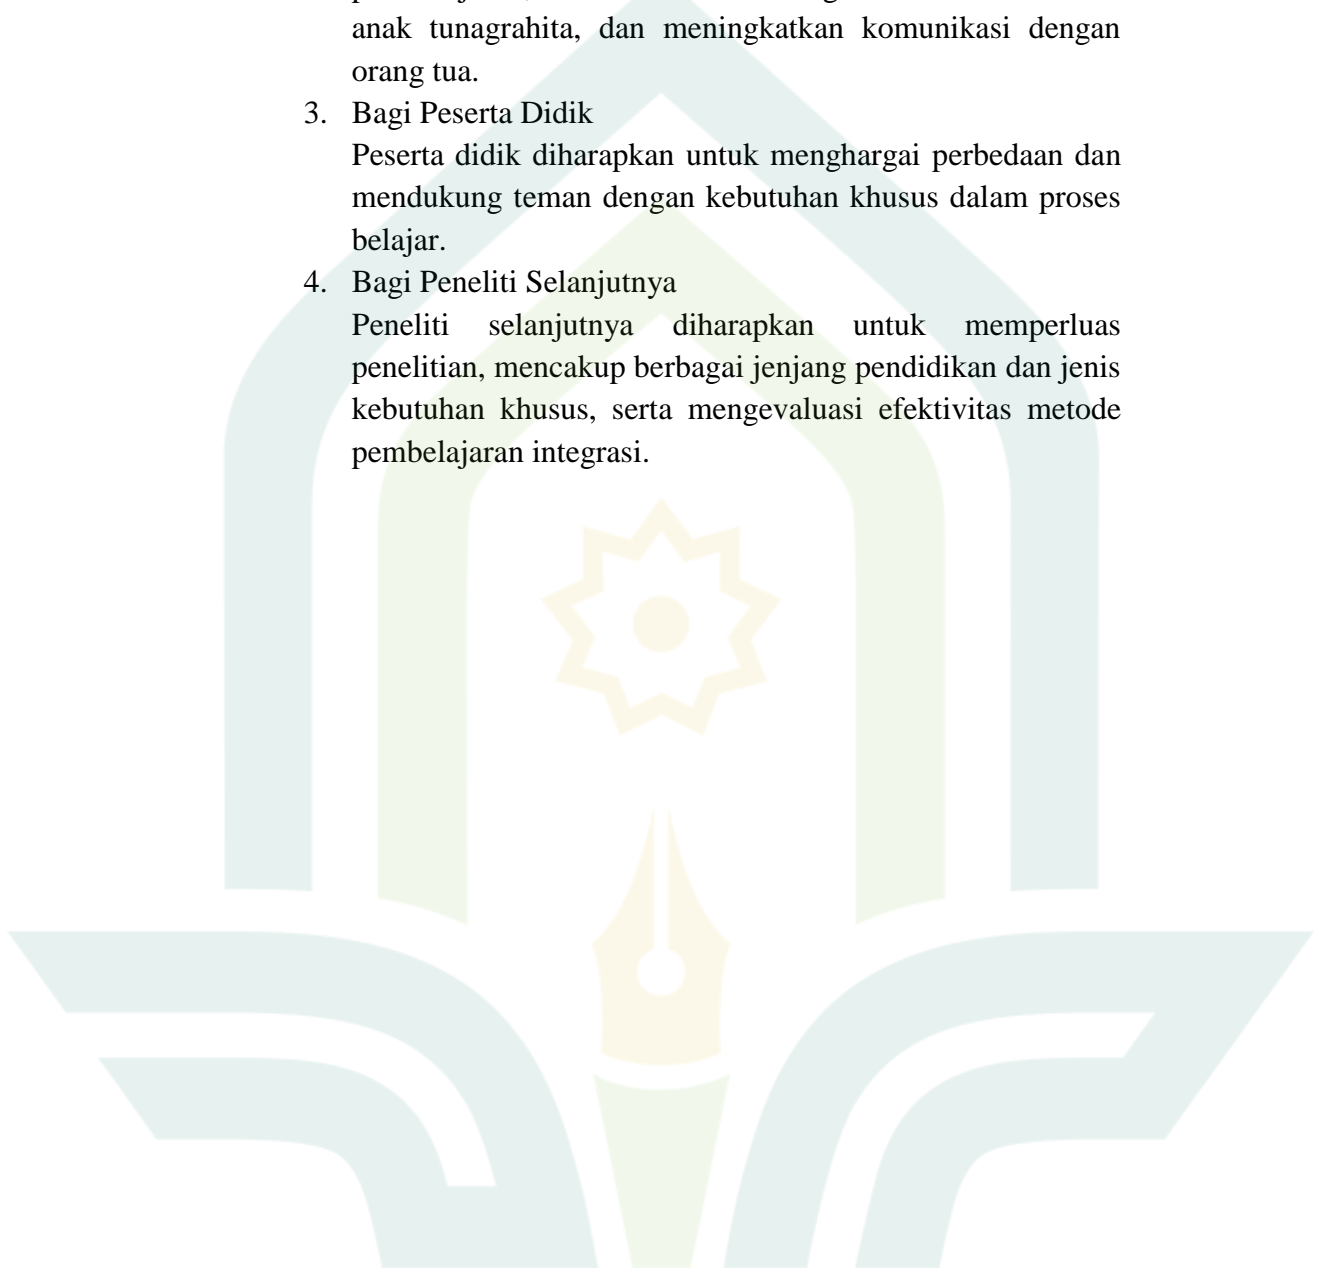 anak tunagrahita, dan meningkatkan komunikasi dengan
orang tua.
3. Bagi Peserta Didik
Peserta didik diharapkan untuk menghargai perbedaan dan
mendukung teman dengan kebutuhan khusus dalam proses
belajar.
4. Bagi Peneliti Selanjutnya
Peneliti selanjutnya diharapkan untuk memperluas
penelitian, mencakup berbagai jenjang pendidikan dan jenis
kebutuhan khusus, serta mengevaluasi efektivitas metode
pembelajaran integrasi.